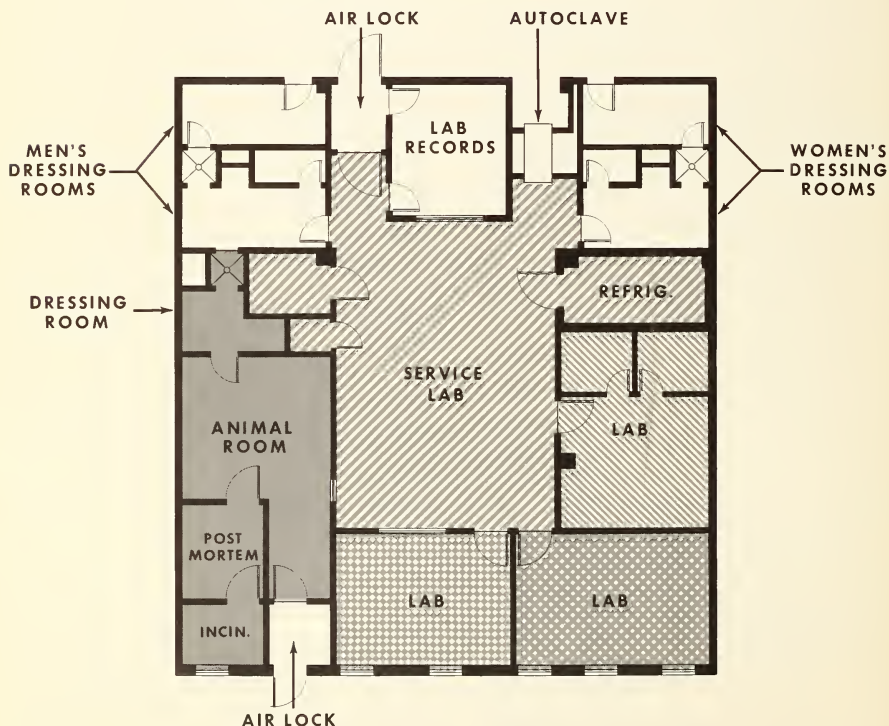 AIR LOCK
AUTOCLAVE
MEN'S
DRESSING
ROOMS
LAB
RECORDS
WOMEN'S
DRESSING
ROOMS
DRESSING
ROOM
REFRIG.
SERVICE
LAB
ANIMAL
ROOM
LAB
POST
MORTEM
LAB
LAB
INCIN.
AIR LOCK